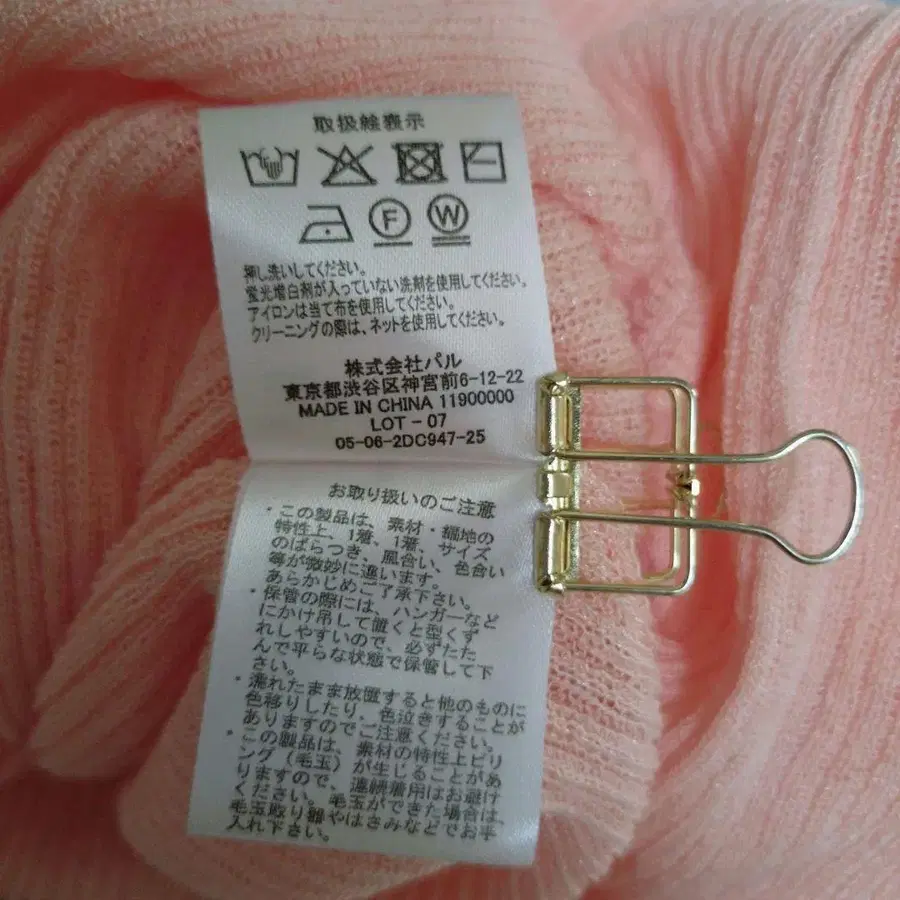 取扱絵表示
F W
押し洗いしてください。
蛍光増白剤が入っていない洗剤を使用してください。
アイロンは当て布を使用してください。
クリーニングの際は、ネットを使用してください。
株式会社パル
東京都渋谷区神宮前6-12-22
MADE IN CHINA 11900000
LOT - 07
05-06-2DC947-25
お取り扱いのご注意
・この製品は、素材・編地の
特性上、1着、1着、サイズ
のばらつき、風合い、色合い
等が微妙に違います。
あらかじめご了承下さい。
・保管の際には、ハンガーなど
にかけ吊して置くと型くず
れしやすいので、必ずたた
んで平らな状態で保管して下
さい。
・濡れたまま放置すると他のものに
色移りしたり、色泣きすることが
ありますのでご注意ください。
・この製品は、素材の特性上ピリ
ング（毛玉）が生じることがあ
りますので、連続着用はお避け
ください。毛玉ができた場合は、
毛玉取り器やはさみなどでお手
入れ下さい。